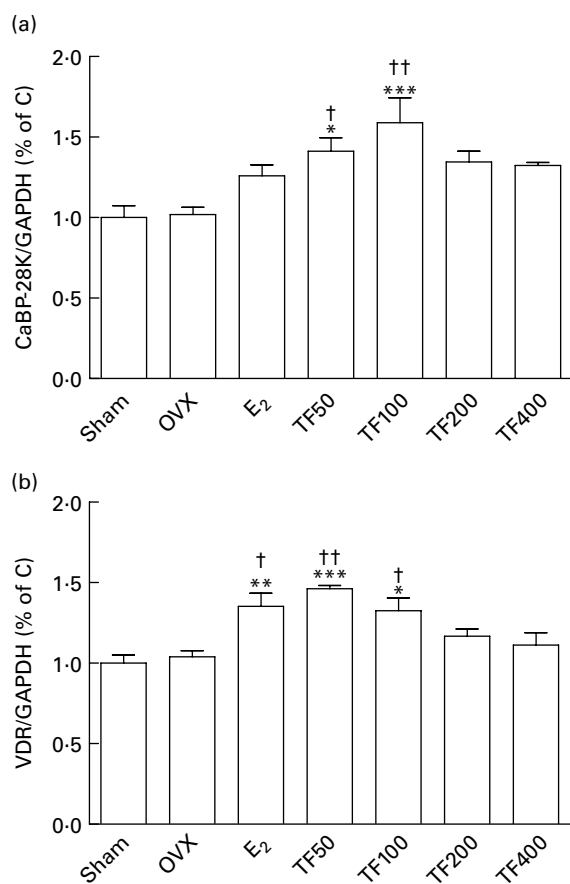 (a)
CaBP-28K/GAPDH (% of C)
2·0
1·5
1·0
0·5
0·0
†
*
††
***
Sham
OVX
E₂
TF50
TF100
TF200
TF400
(b)
VDR/GAPDH (% of C)
2·0
1·5
1·0
0·5
0·0
†
**
††
***
†
*
Sham
OVX
E₂
TF50
TF100
TF200
TF400